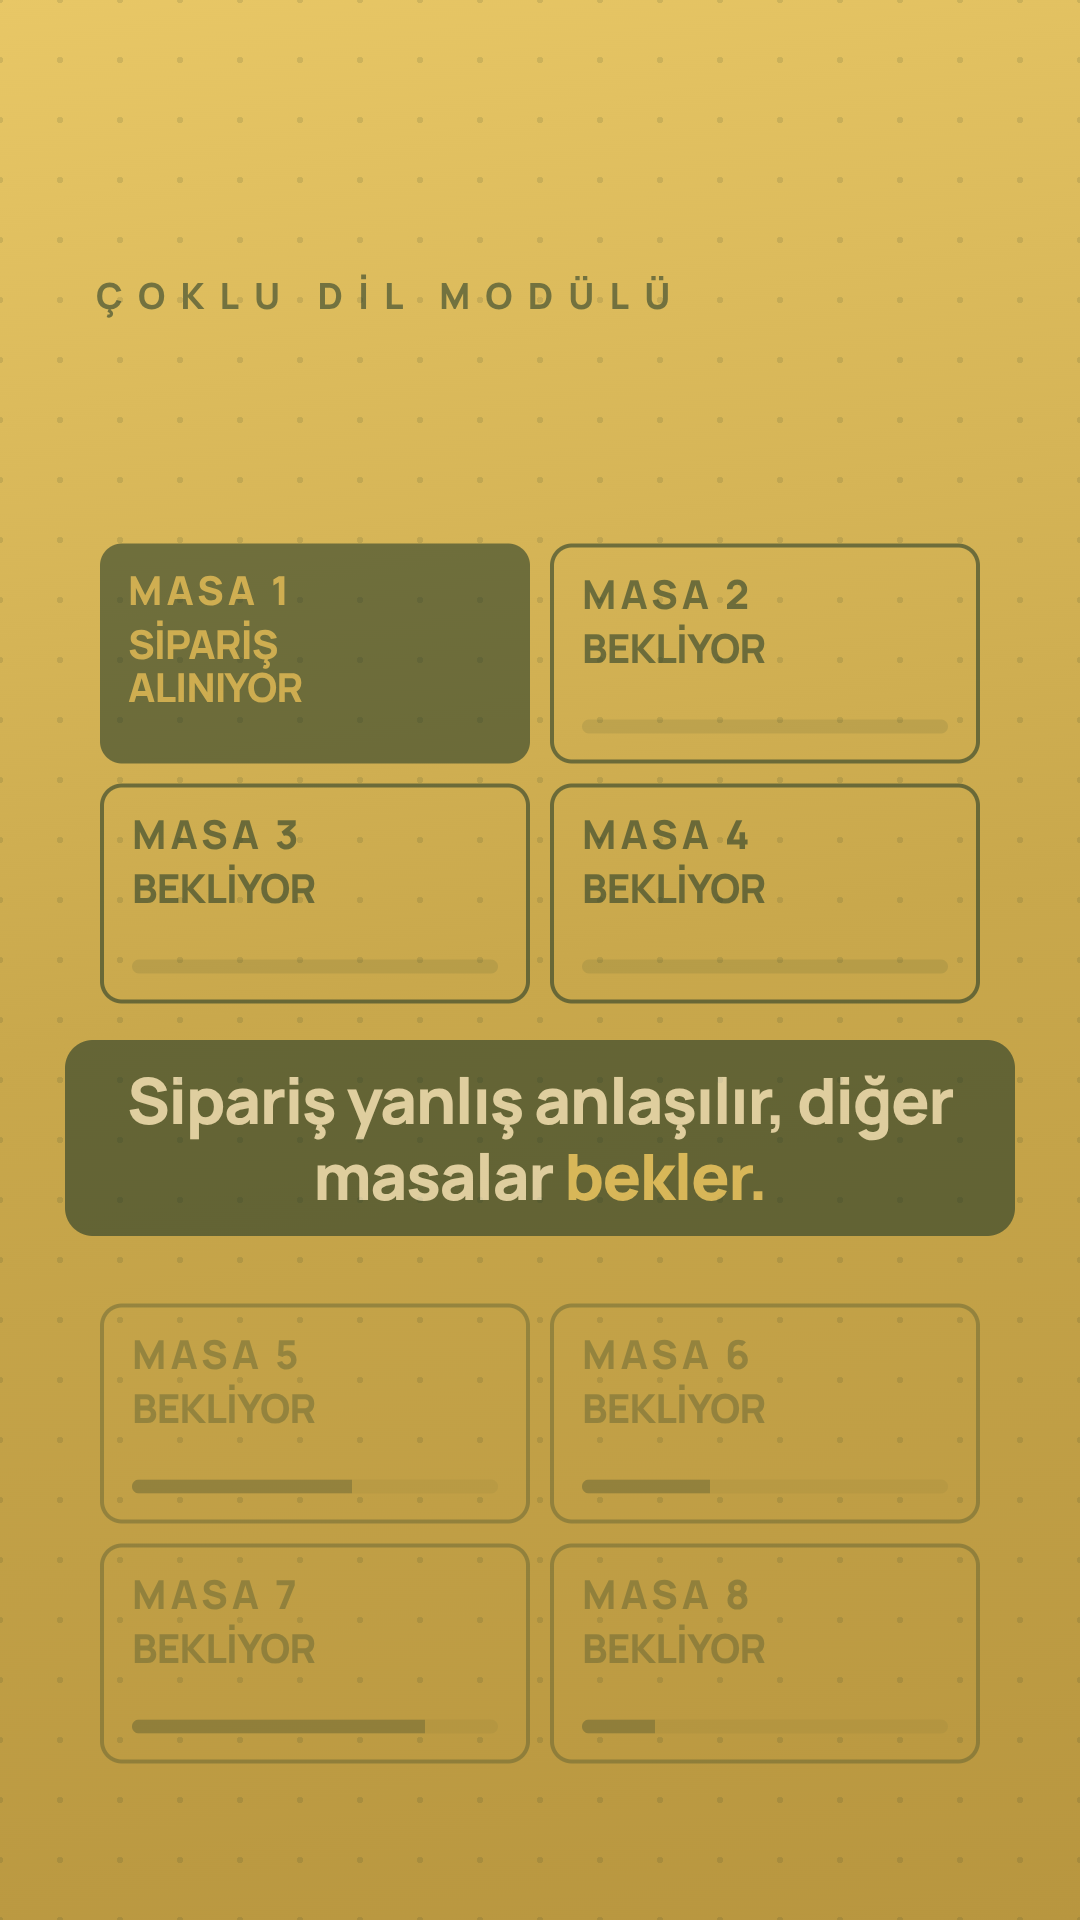 ÇOKLU DİL MODÜLÜ
MASA 1
SİPARİŞ
ALINIYOR
MASA 2
BEKLİYOR
MASA 3
BEKLİYOR
MASA 4
BEKLİYOR
Sipariş yanlış anlaşılır, diğer
masalar bekler.
MASA 5
BEKLİYOR
MASA 6
BEKLİYOR
MASA 7
BEKLİYOR
MASA 8
BEKLİYOR